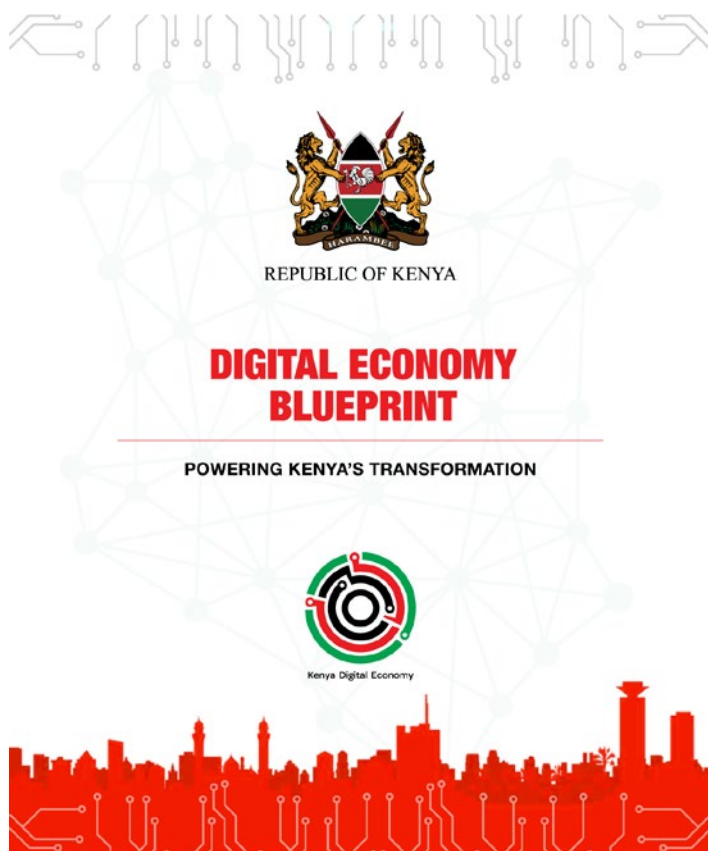 HARAMBEE
REPUBLIC OF KENYA
DIGITAL ECONOMY
BLUEPRINT
POWERING KENYA'S TRANSFORMATION
Kenya Digital Economy